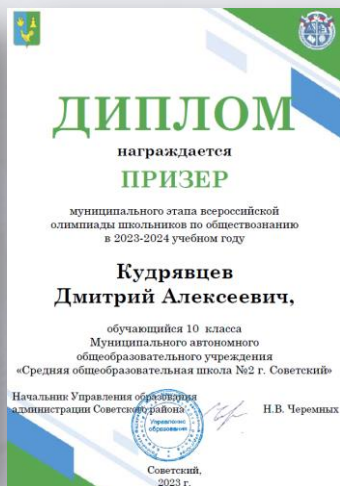 ДИПЛОМ
награждается
ПРИЗЕР
муниципального этапа всероссийской
олимпиады школьников по обществознанию
в 2023-2024 учебном году
Кудрявцев
Дмитрий Алексеевич,
обучающийся 10 класса
Муниципального автономного
общеобразовательного учреждения
«Средняя общеобразовательная школа №2 г. Советский»
Начальник Управления образования
администрации Советского района Н.В. Черемных
Управление
образования
Советский,
2023 г.